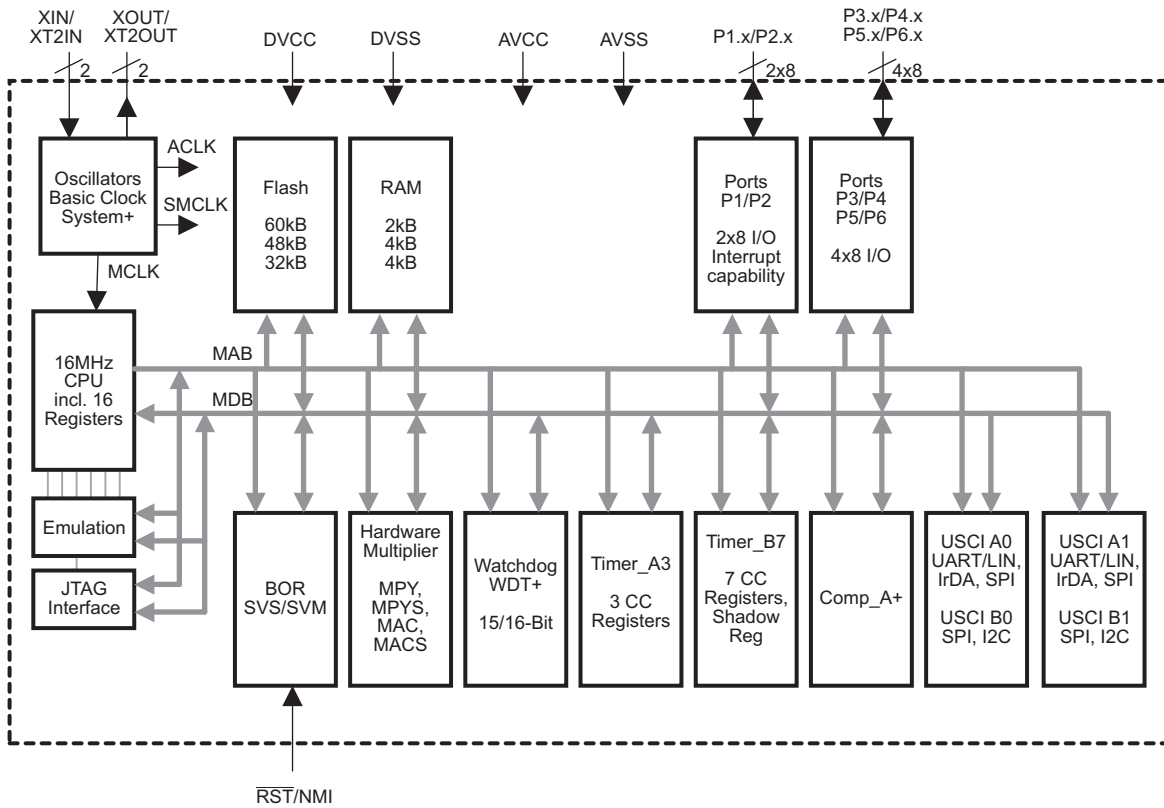 XIN/
XT2IN
XOUT/
XT2OUT
DVCC
DVSS
AVCC
AVSS
P1.x/P2.x
P3.x/P4.x
P5.x/P6.x
2
2
2x8
4x8
Oscillators
Basic Clock
System+
ACLK
SMCLK
MCLK
Flash
60kB
48kB
32kB
RAM
2kB
4kB
4kB
Ports
P1/P2
2x8 I/O
Interrupt
capability
Ports
P3/P4
P5/P6
4x8 I/O
16MHz
CPU
incl. 16
Registers
MAB
MDB
Emulation
JTAG
Interface
BOR
SVS/SVM
Hardware
Multiplier
MPY,
MPYS,
MAC,
MACS
Watchdog
WDT+
15/16-Bit
Timer_A3
3 CC
Registers
Timer_B7
7 CC
Registers,
Shadow
Reg
Comp_A+
USCI A0
UART/LIN,
IrDA, SPI
USCI B0
SPI, I2C
USCI A1
UART/LIN,
IrDA, SPI
USCI B1
SPI, I2C
RST/NMI